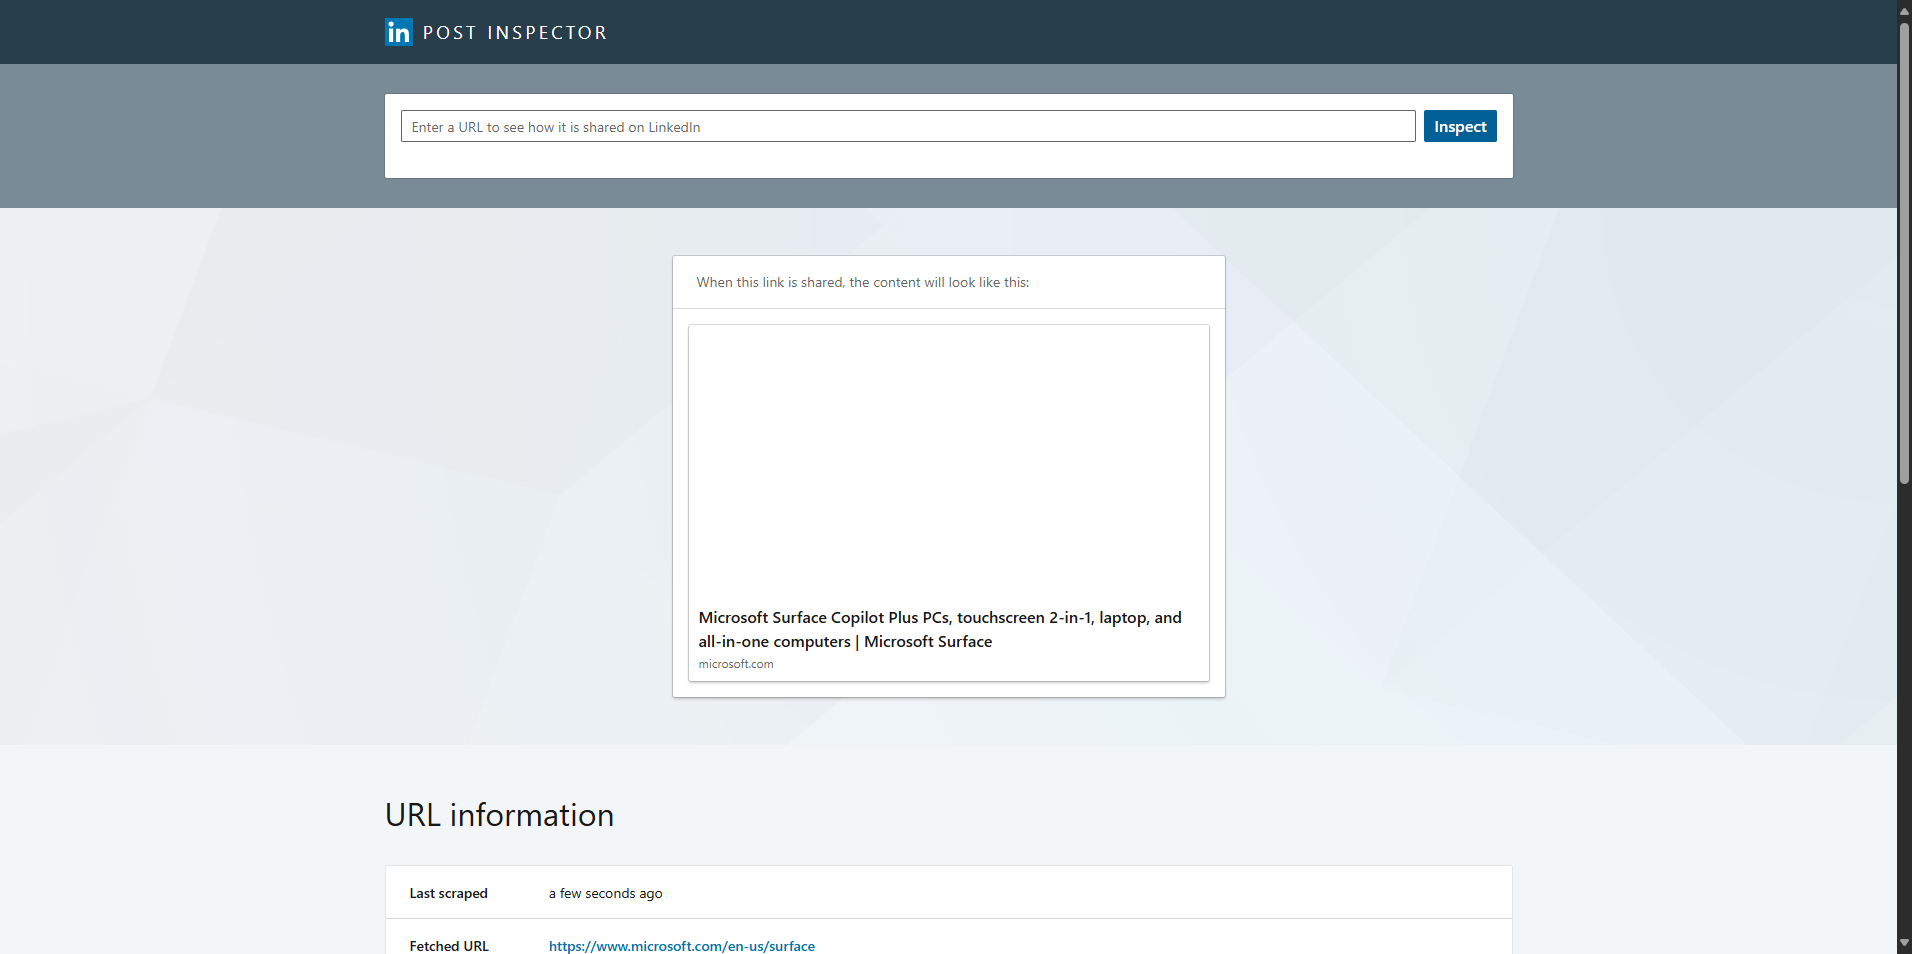 in POST INSPECTOR
Enter a URL to see how it is shared on LinkedIn
Inspect
When this link is shared, the content will look like this:
Microsoft Surface Copilot Plus PCs, touchscreen 2-in-1, laptop, and
all-in-one computers | Microsoft Surface
microsoft.com
URL information
Last scraped a few seconds ago
Fetched URL https://www.microsoft.com/en-us/surface